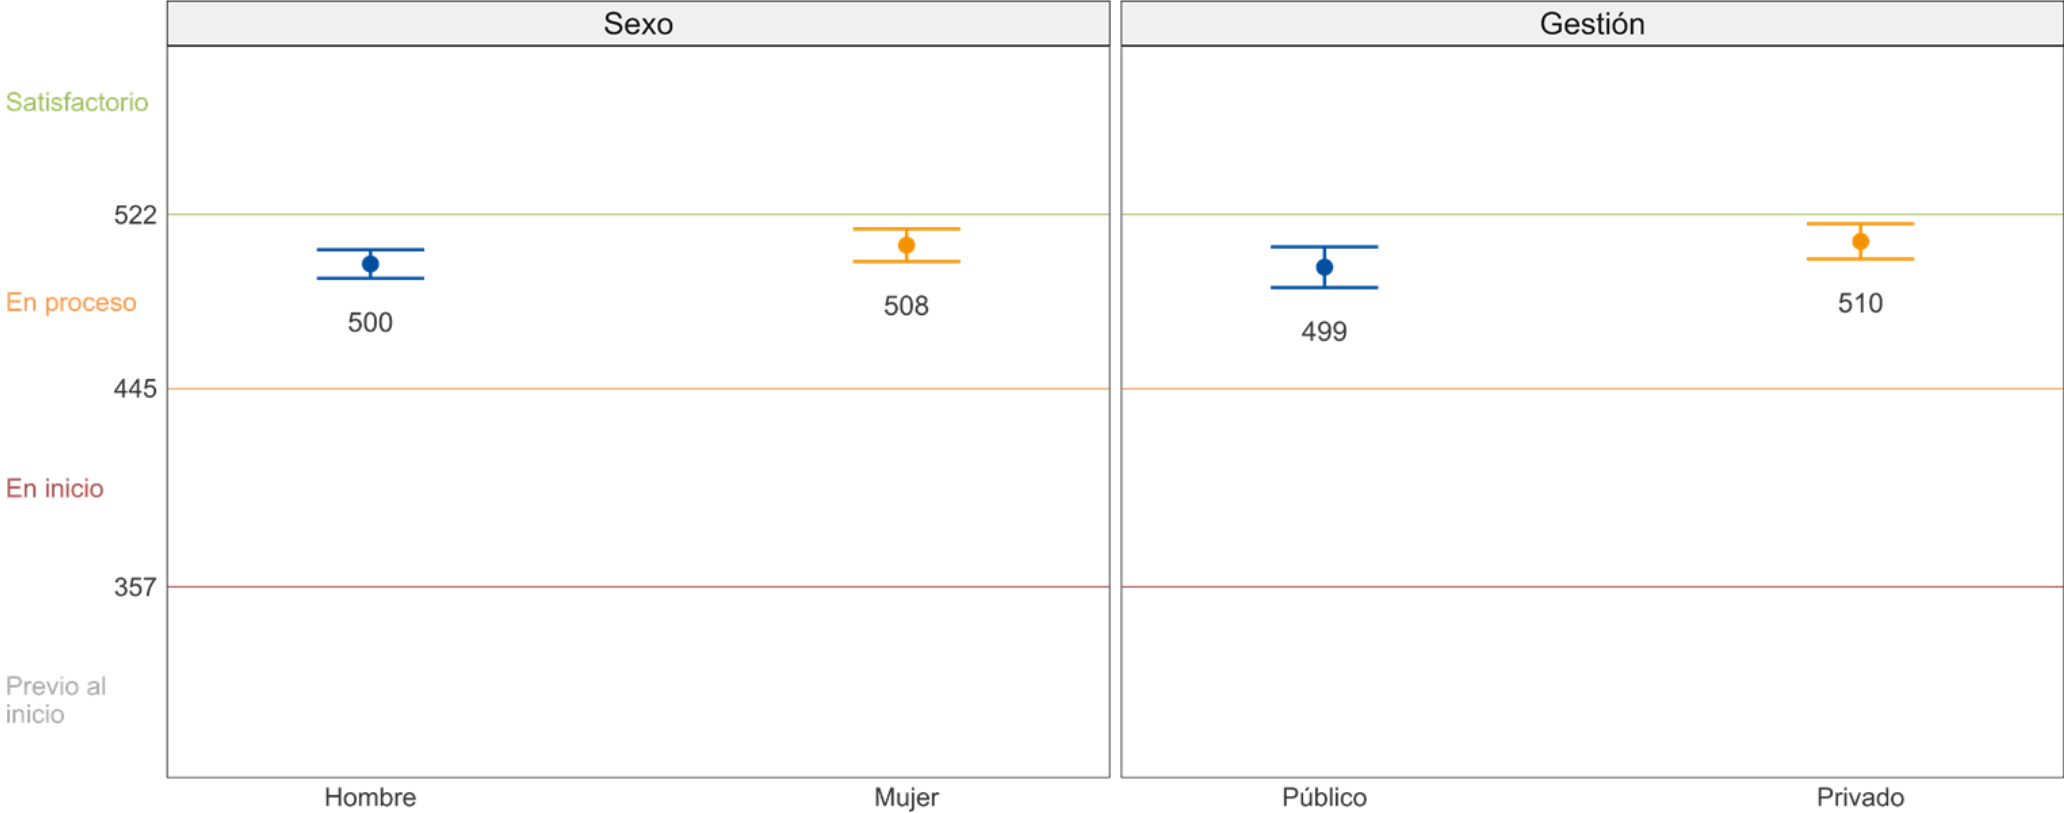 Sexo
Gestión
Satisfactorio
522
En proceso
500
508
499
510
445
En inicio
357
Previo al
inicio
Hombre
Mujer
Público
Privado